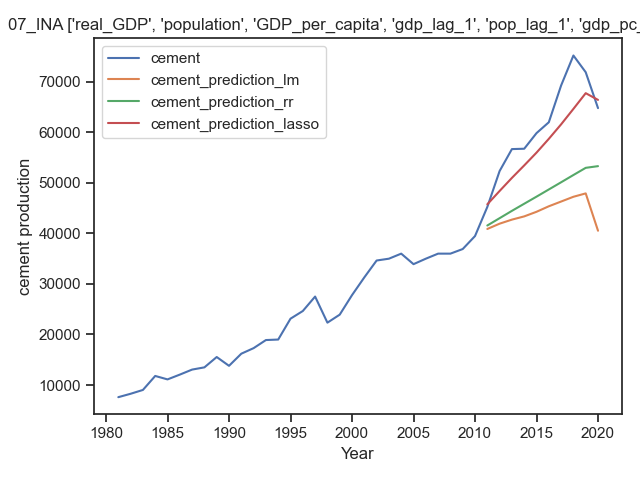 07_INA ['real_GDP', 'population', 'GDP_per_capita', 'gdp_lag_1', 'pop_lag_1', 'gdp_pc_
cement
cement_prediction_lm
cement_prediction_rr
cement_prediction_lasso
70000
60000
50000
40000
30000
20000
10000
cement production
1980 1985 1990 1995 2000 2005 2010 2015 2020
Year